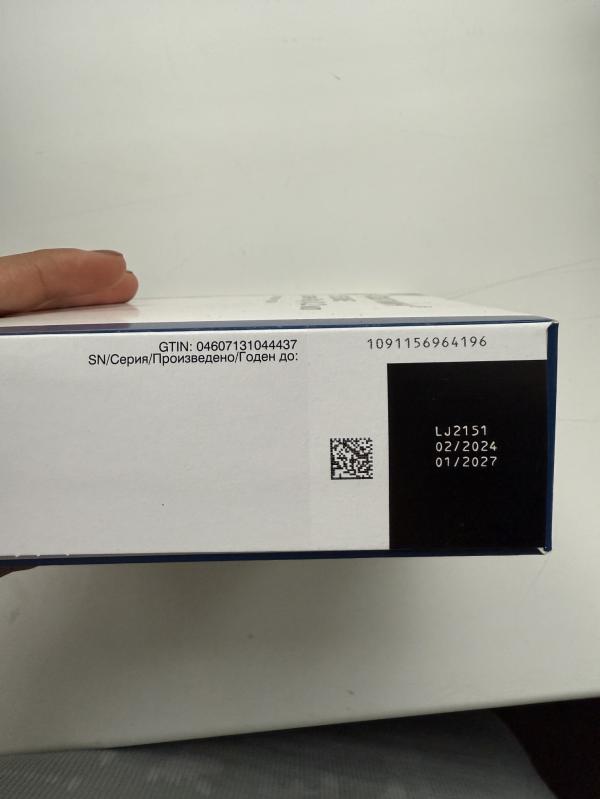 GTIN: 04607131044437
SN/Серия/Произведено/Годен до:
1091156964196
LJ2151
02/2024
01/2027